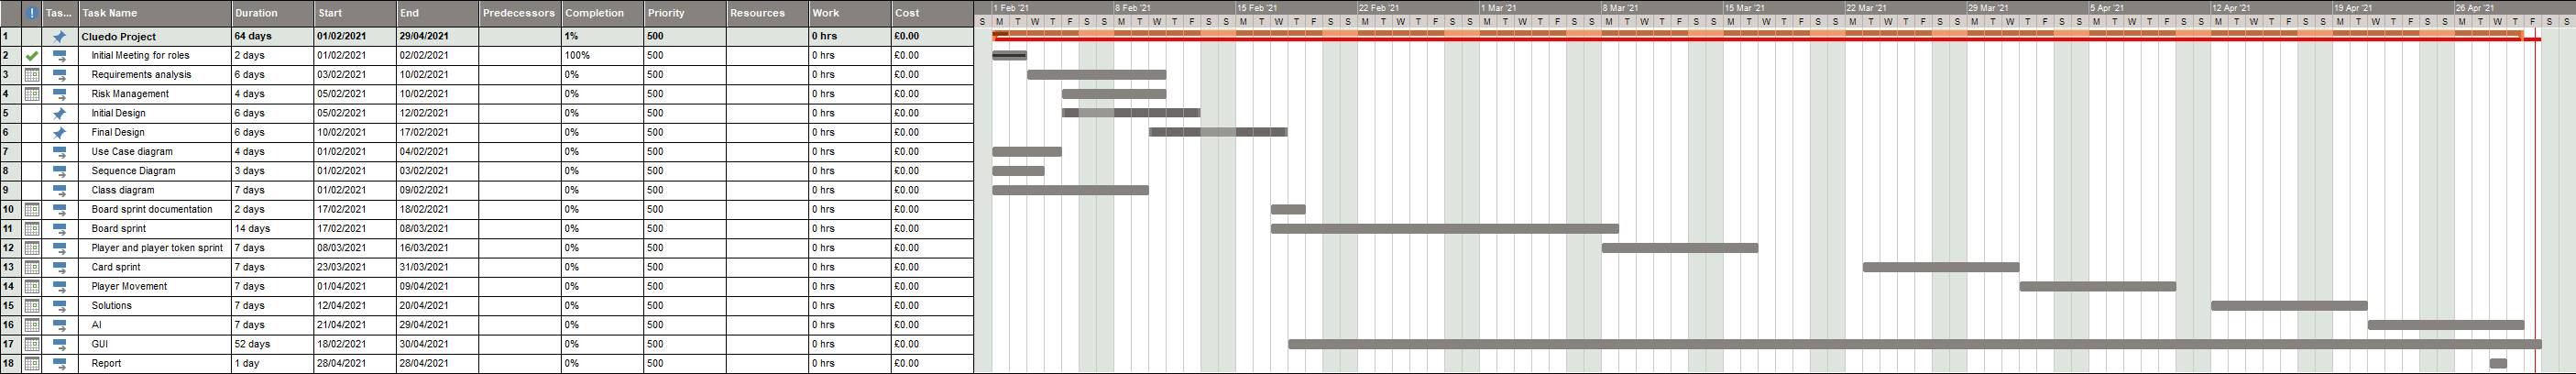 Tas... Task Name Duration Start End Predecessors Completion Priority Resources Work Cost 1 Feb '21 8 Feb '21 15 Feb '21 22 Feb '21 1 Mar '21 8 Mar '21 15 Mar '21 22 Mar '21 29 Mar '21 5 Apr '21 12 Apr '21 19 Apr '21 26 Apr '21
S M T W T F S S M T W T F S S M T W T F S S M T W T F S S M T W T F S S M T W T F S S M T W T F S S M T W T F S S M T W T F S S M T W T F S S M T W T F S S M T W T F S S M T W T F S S
1 Cluedo Project 64 days 01/02/2021 29/04/2021 1% 500 0 hrs £0.00
2 Initial Meeting for roles 2 days 01/02/2021 02/02/2021 100% 500 0 hrs £0.00
3 Requirements analysis 6 days 03/02/2021 10/02/2021 0% 500 0 hrs £0.00
4 Risk Management 4 days 05/02/2021 10/02/2021 0% 500 0 hrs £0.00
5 Initial Design 6 days 05/02/2021 12/02/2021 0% 500 0 hrs £0.00
6 Final Design 6 days 10/02/2021 17/02/2021 0% 500 0 hrs £0.00
7 Use Case diagram 4 days 01/02/2021 04/02/2021 0% 500 0 hrs £0.00
8 Sequence Diagram 3 days 01/02/2021 03/02/2021 0% 500 0 hrs £0.00
9 Class diagram 7 days 01/02/2021 09/02/2021 0% 500 0 hrs £0.00
10 Board sprint documentation 2 days 17/02/2021 18/02/2021 0% 500 0 hrs £0.00
11 Board sprint 14 days 17/02/2021 08/03/2021 0% 500 0 hrs £0.00
12 Player and player token sprint 7 days 08/03/2021 16/03/2021 0% 500 0 hrs £0.00
13 Card sprint 7 days 23/03/2021 31/03/2021 0% 500 0 hrs £0.00
14 Player Movement 7 days 01/04/2021 09/04/2021 0% 500 0 hrs £0.00
15 Solutions 7 days 12/04/2021 20/04/2021 0% 500 0 hrs £0.00
16 AI 7 days 21/04/2021 29/04/2021 0% 500 0 hrs £0.00
17 GUI 52 days 18/02/2021 30/04/2021 0% 500 0 hrs £0.00
18 Report 1 day 28/04/2021 28/04/2021 0% 500 0 hrs £0.00